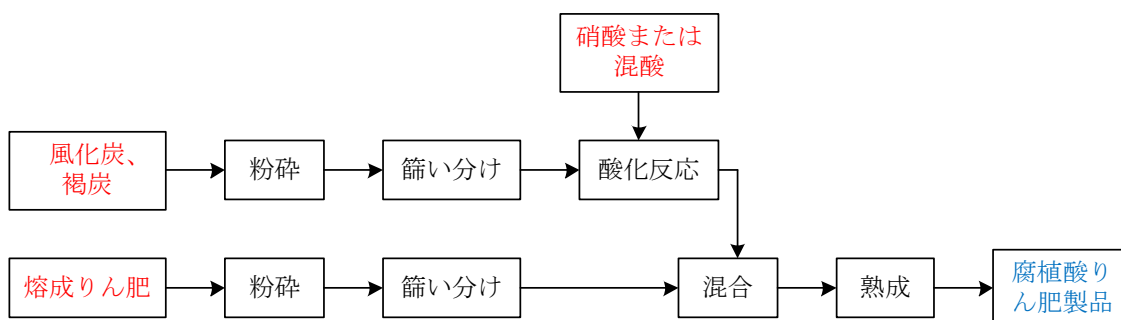 硝酸または
混酸
風化炭、
褐炭
粉砕
篩い分け
酸化反応
熔成りん肥
粉砕
篩い分け
混合
熟成
腐植酸り
ん肥製品